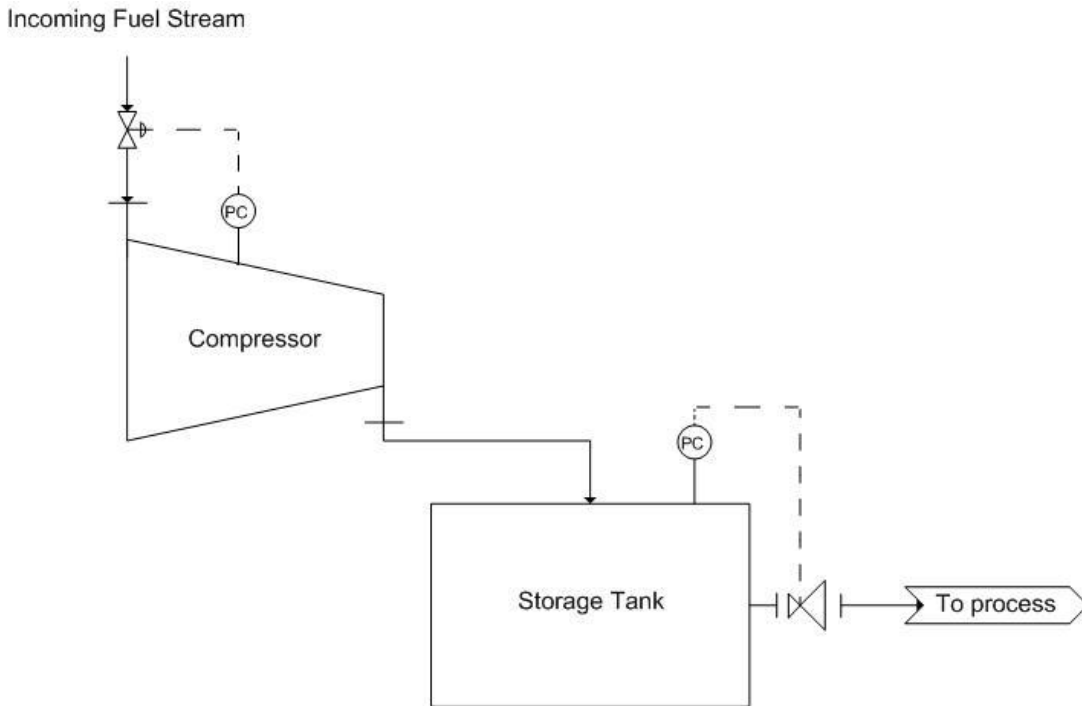 Incoming Fuel Stream
PC
Compressor
PC
Storage Tank
To process